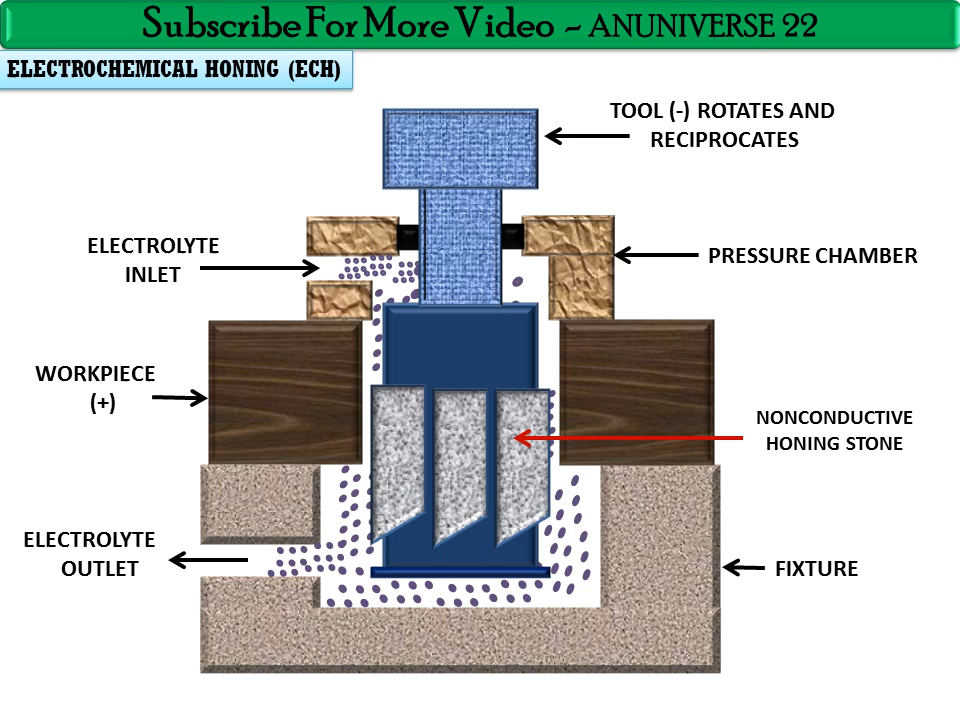 Subscribe For More Video - ANUNIVERSE 22
ELECTROCHEMICAL HONING (ECH)
TOOL (-) ROTATES AND
RECIPROCATES
ELECTROLYTE
INLET
PRESSURE CHAMBER
WORKPIECE
(+)
NONCONDUCTIVE
HONING STONE
ELECTROLYTE
OUTLET
FIXTURE